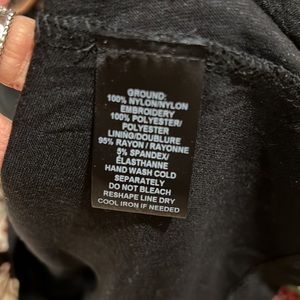 GROUND:
100% NYLON/NYLON
EMBROIDERY
100% POLYESTER/
POLYESTER
LINING/DOUBLURE
95% RAYON / RAYONNE
5% SPANDEX/
ÉLASTHANNE
HAND WASH COLD
SEPARATELY
DO NOT BLEACH
RESHAPE LINE DRY
COOL IRON IF NEEDED